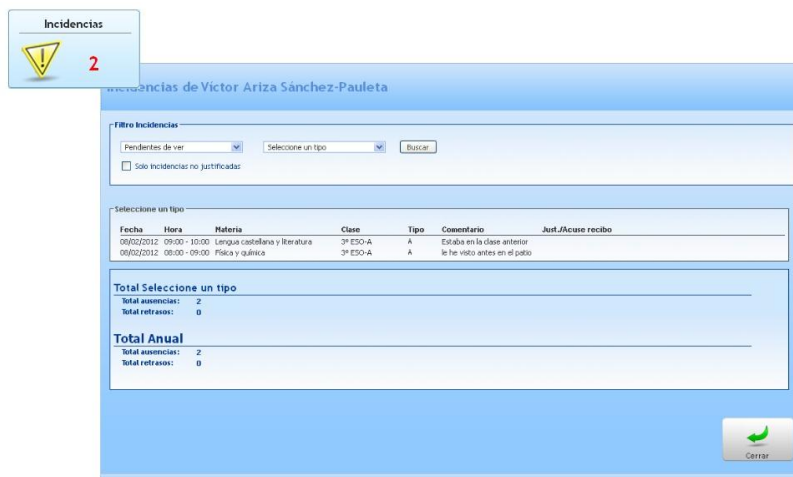 Incidencias
2
Incidencias de Víctor Ariza Sánchez-Pauleta
Filtro Incidencias
Pendientes de ver Seleccione un tipo Buscar
Solo incidencias no justificadas
Seleccione un tipo
Fecha Hora Materia Clase Tipo Comentario Just./Acuse recibo
08/02/2012 09:00 - 10:00 Lengua castellana y literatura 3º ESO-A A Estaba en la clase anterior
08/02/2012 08:00 - 09:00 Física y química 3º ESO-A A le he visto antes en el patio
Total Seleccione un tipo
Total ausencias: 2
Total retrasos: 0
Total Anual
Total ausencias: 2
Total retrasos: 0
Cerrar